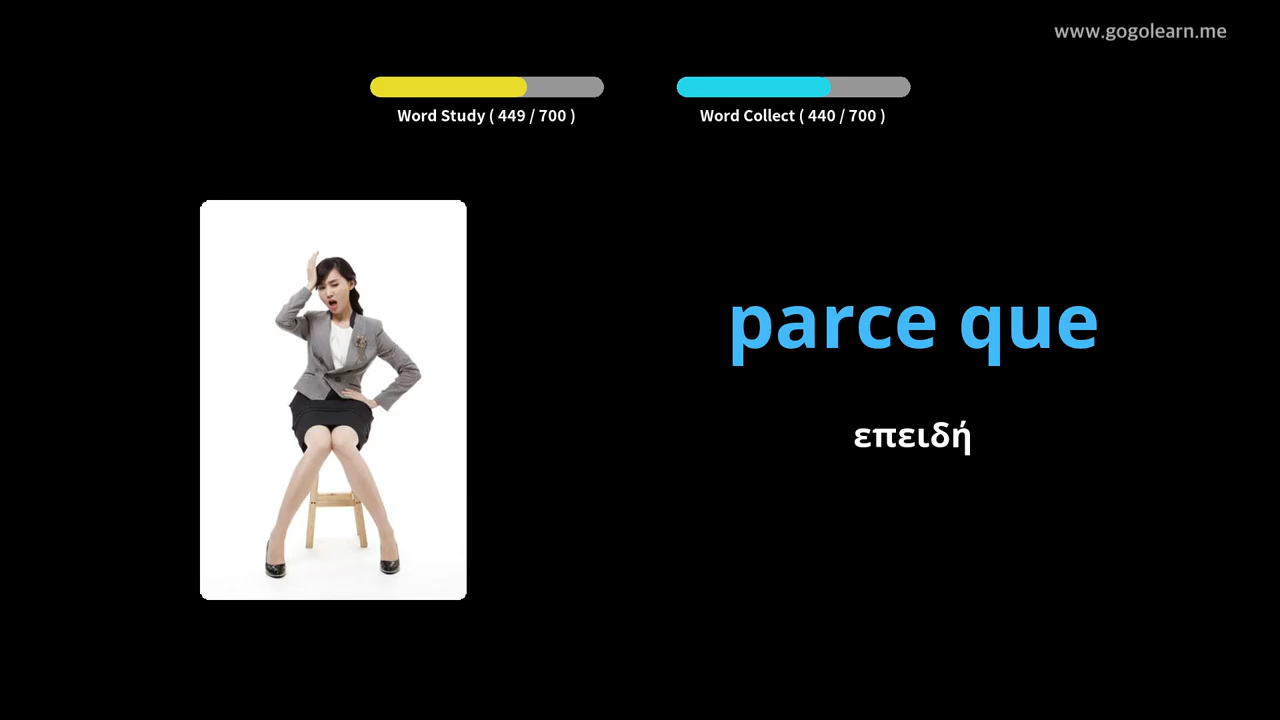 www.gogolearn.me
Word Study ( 449 / 700 )
Word Collect ( 440 / 700 )
parce que
επειδή